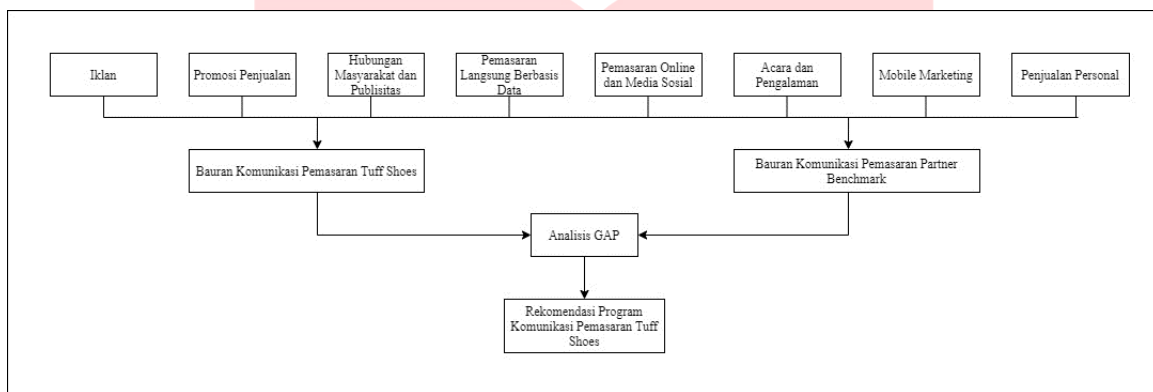 Iklan
Promosi Penjualan
Hubungan
Masyarakat dan
Publisitas
Pemasaran
Langsung Berbasis
Data
Pemasaran Online
dan Media Sosial
Acara dan
Pengalaman
Mobile Marketing
Penjualan Personal
Bauran Komunikasi Pemasaran Tuff Shoes
Bauran Komunikasi Pemasaran Partner
Benchmark
Analisis GAP
Rekomendasi Program
Komunikasi Pemasaran Tuff
Shoes